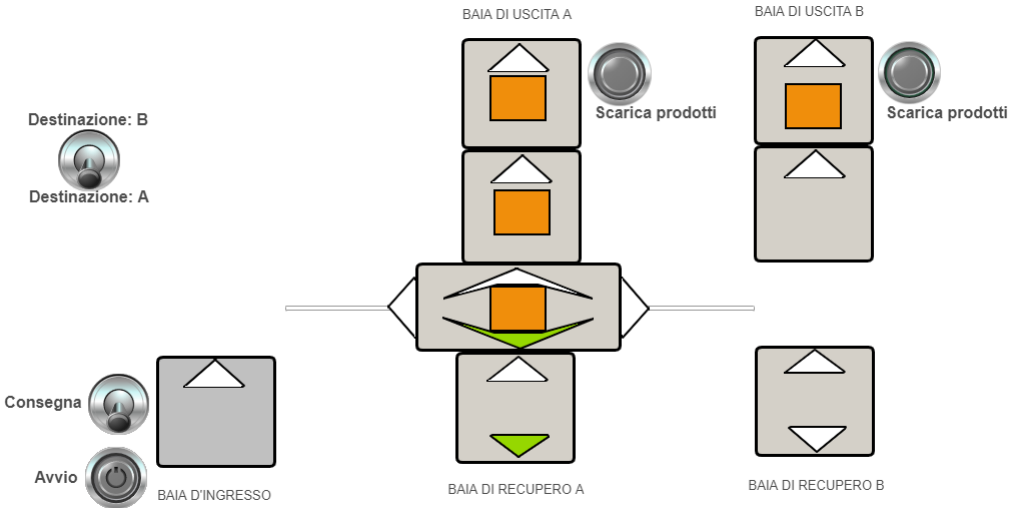 BAIA DI USCITA A
BAIA DI USCITA B
Scarica prodotti
Scarica prodotti
Destinazione: B
Destinazione: A
Consegna
Avvio
BAIA D'INGRESSO
BAIA DI RECUPERO A
BAIA DI RECUPERO B